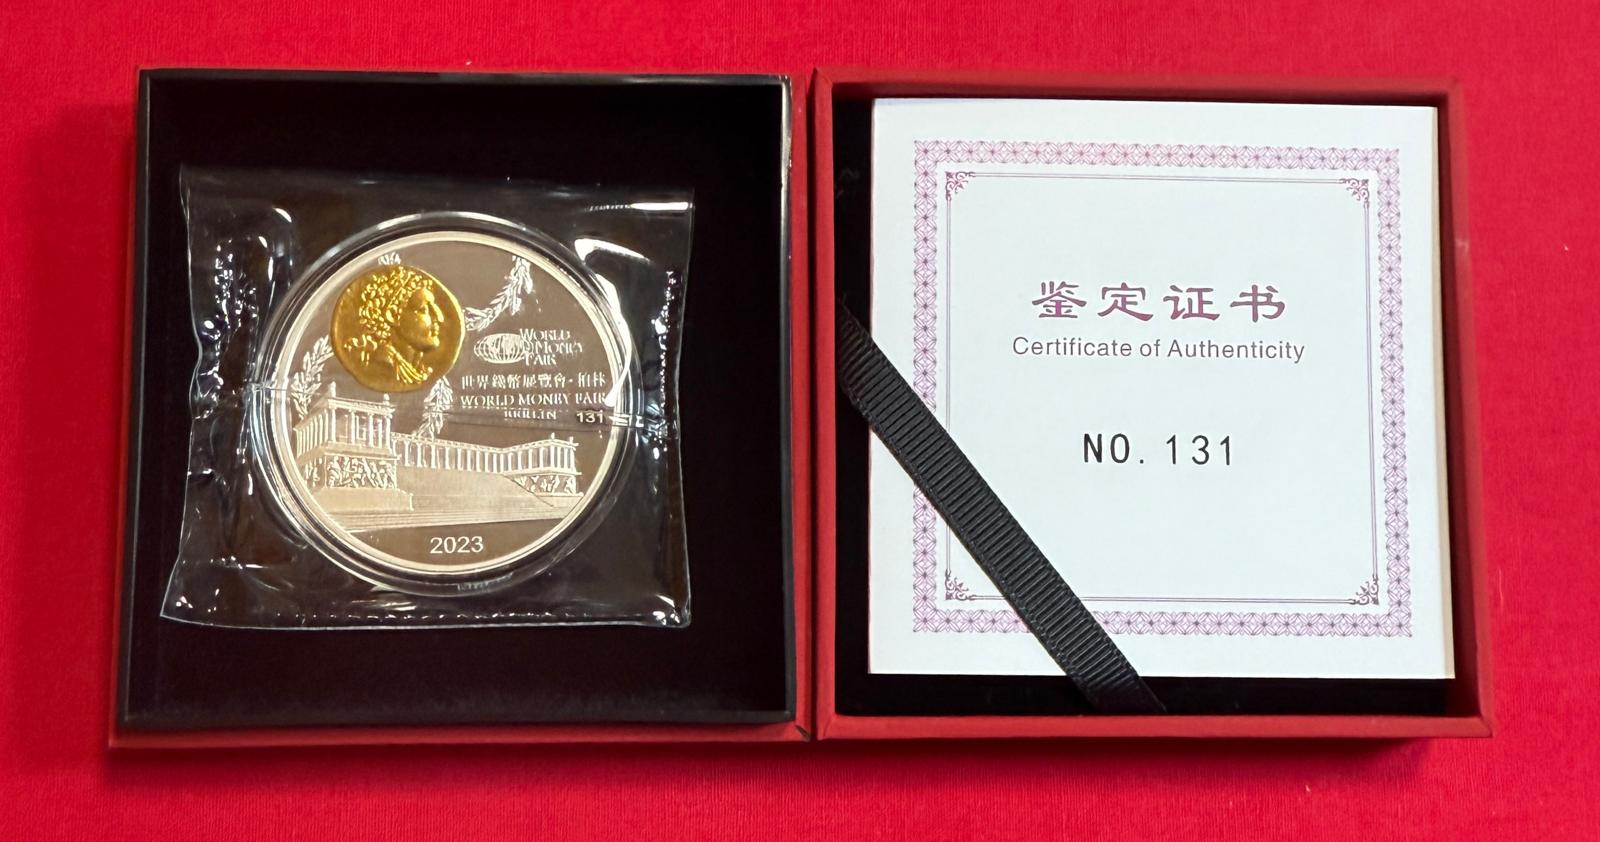 WORLD
MONEY
FAIR
世界錢幣展覽會·柏林
WORLD MONEY FAIR
BERLIN 131
2023
鉴定证书
Certificate of Authenticity
NO. 131